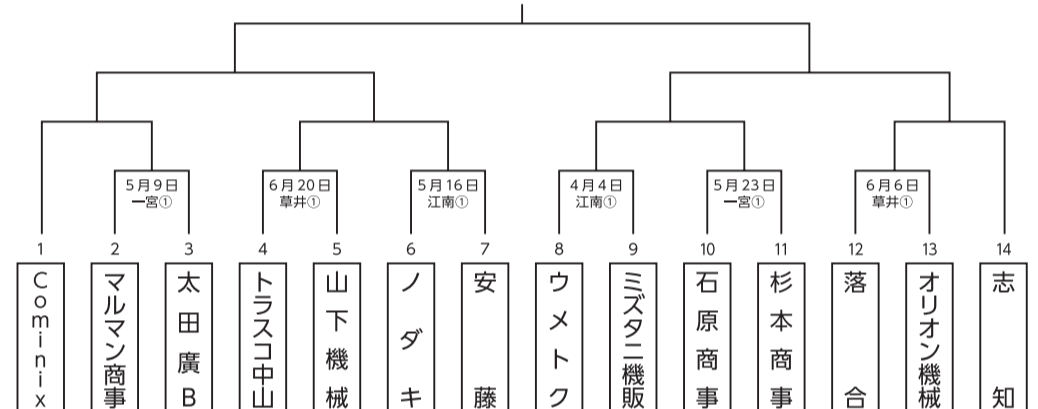 5月9日
一宮①
6月20日
草井①
5月16日
江南①
4月4日
江南①
5月23日
一宮①
6月6日
草井①
1
2
3
4
5
6
7
8
9
10
11
12
13
14
Cominix
マルマン商事
太田廣B
トラスコ中山
山下機械
ノダキ
安藤
ウメトク
ミズタニ機販
石原商事
杉本商事
落合
オリオン機械
志知